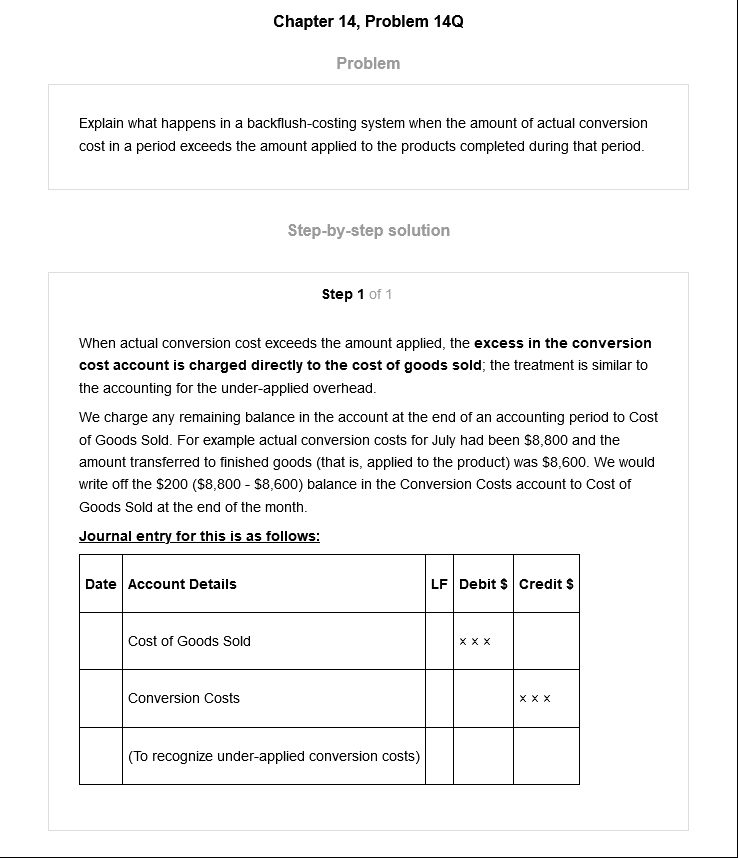 Chapter 14, Problem 14Q
Problem
Explain what happens in a backflush-costing system when the amount of actual conversion
cost in a period exceeds the amount applied to the products completed during that period.
Step-by-step solution
Step 1 of 1
When actual conversion cost exceeds the amount applied, the excess in the conversion
cost account is charged directly to the cost of goods sold; the treatment is similar to
the accounting for the under-applied overhead.
We charge any remaining balance in the account at the end of an accounting period to Cost
of Goods Sold. For example actual conversion costs for July had been $8,800 and the
amount transferred to finished goods (that is, applied to the product) was $8,600. We would
write off the $200 ($8,800 - $8,600) balance in the Conversion Costs account to Cost of
Goods Sold at the end of the month.
Journal entry for this is as follows:
Date Account Details LF Debit $ Credit $
Cost of Goods Sold x x x
Conversion Costs x x x
(To recognize under-applied conversion costs)